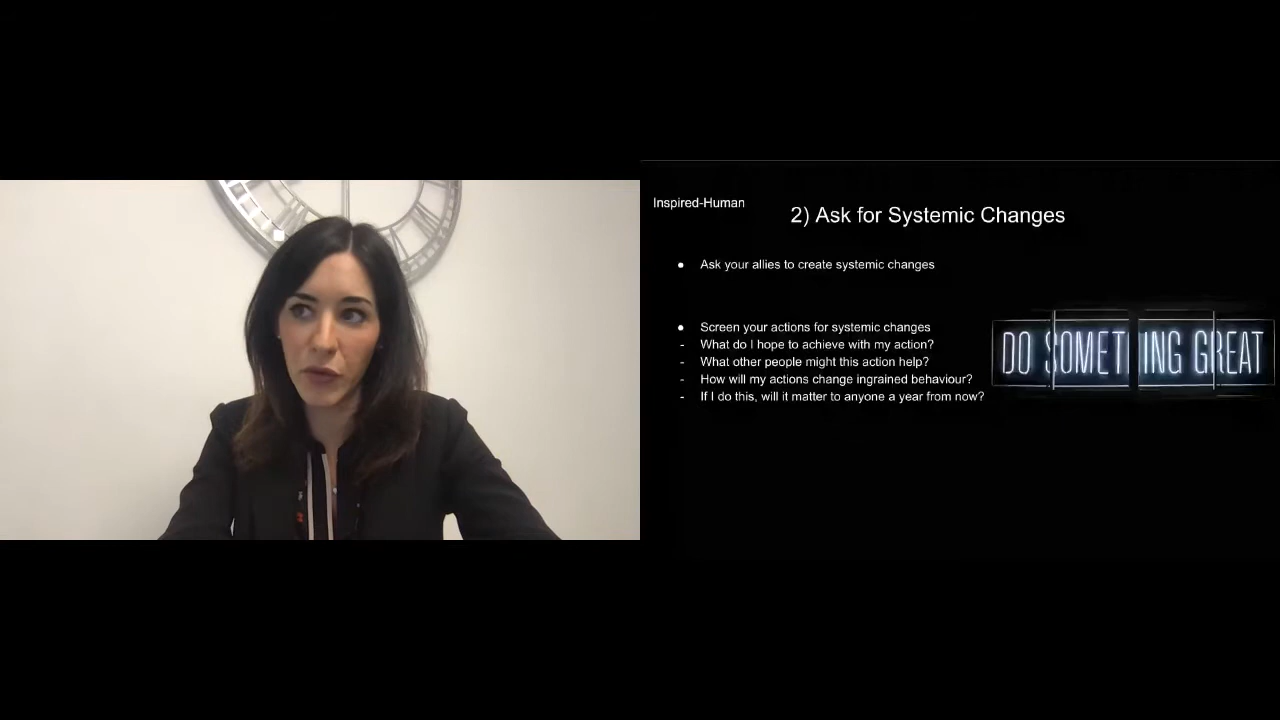 Inspired-Human
2) Ask for Systemic Changes
● Ask your allies to create systemic changes
● Screen your actions for systemic changes
- What do I hope to achieve with my action?
- What other people might this action help?
- How will my actions change ingrained behaviour?
- If I do this, will it matter to anyone a year from now?
DO SOMETHING GREAT